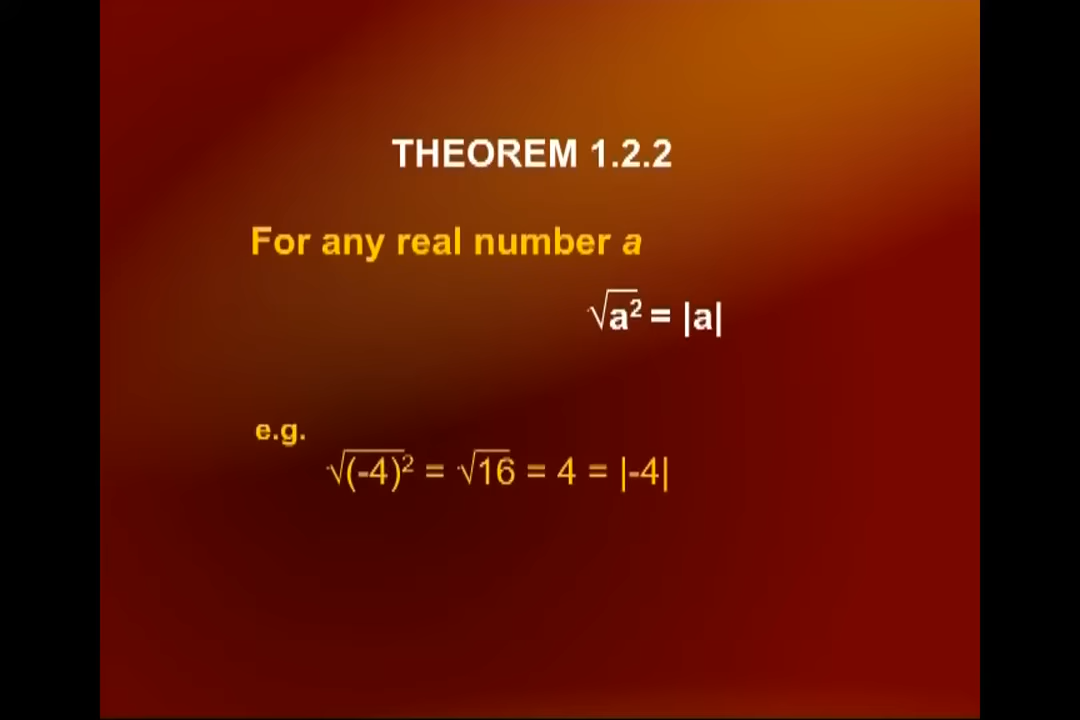 THEOREM 1.2.2
For any real number a
√a² = |a|
e.g.
√(-4)² = √16 = 4 = |-4|